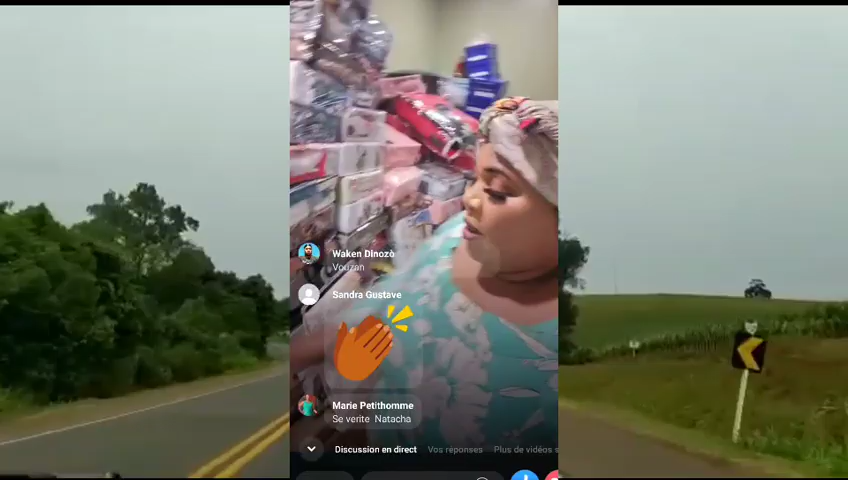 Waken Dinozò
Vouzan
Sandra Gustave
Marie Petithomme
Se verite Natacha
Discussion en direct Vos réponses Plus de vidéos s